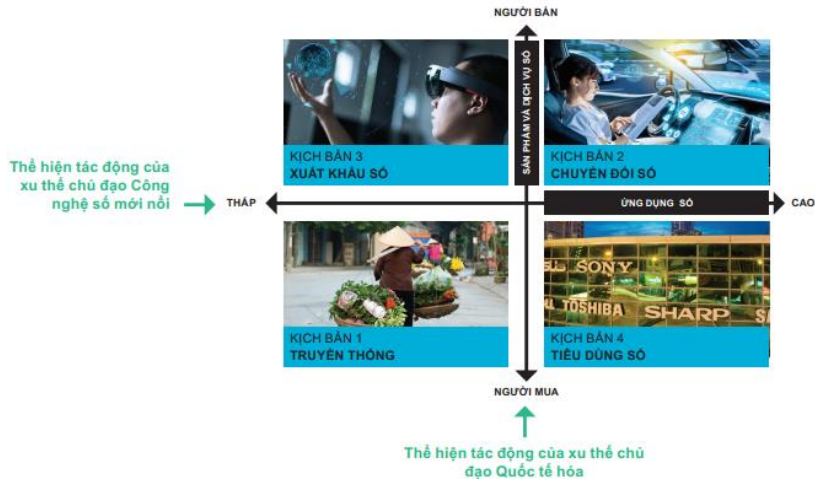 NGƯỜI BÁN
SẢN PHẨM VÀ DỊCH VỤ SỐ
KỊCH BẢN 3
XUẤT KHẨU SỐ
KỊCH BẢN 2
CHUYỂN ĐỔI SỐ
Thể hiện tác động của
xu thế chủ đạo Công
nghệ số mới nổi
THẤP
ỨNG DỤNG SỐ
CAO
SONY
TOSHIBA
SHARP
KỊCH BẢN 1
TRUYỀN THỐNG
KỊCH BẢN 4
TIÊU DÙNG SỐ
NGƯỜI MUA
Thể hiện tác động của xu thế chủ
đạo Quốc tế hóa